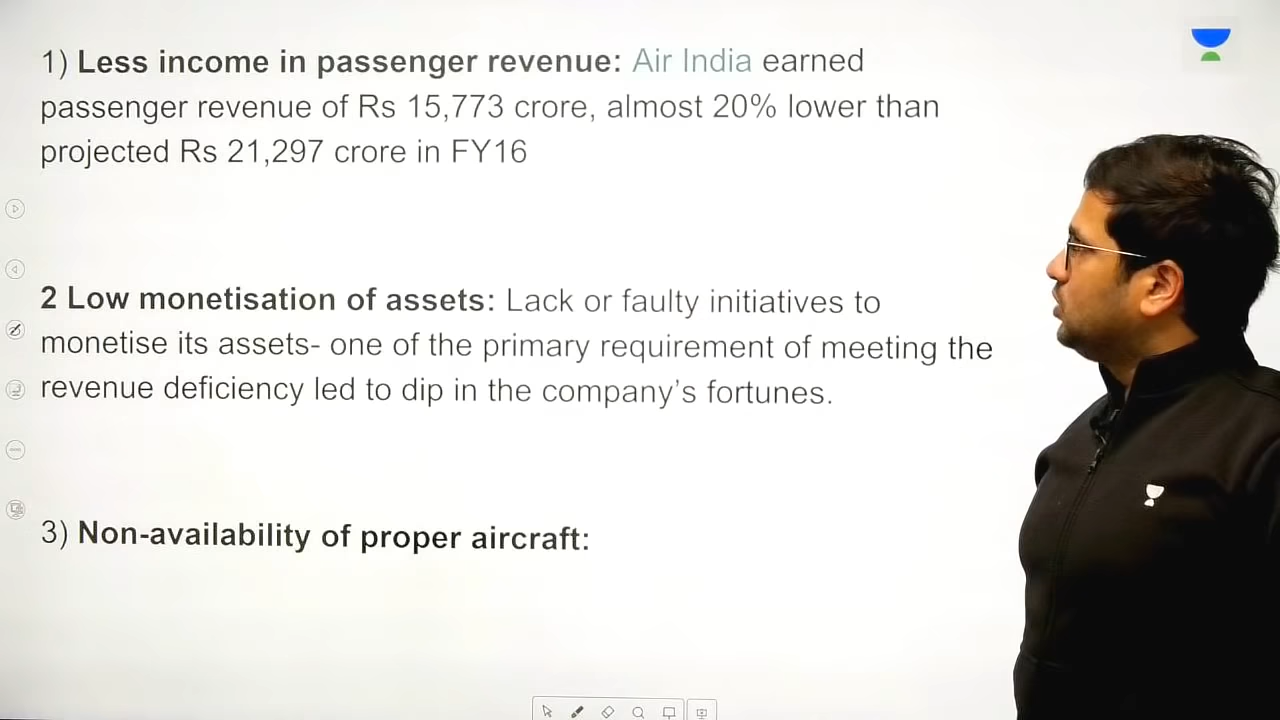 1) Less income in passenger revenue: Air India earned
passenger revenue of Rs 15,773 crore, almost 20% lower than
projected Rs 21,297 crore in FY16
2 Low monetisation of assets: Lack or faulty initiatives to
monetise its assets- one of the primary requirement of meeting the
revenue deficiency led to dip in the company's fortunes.
3) Non-availability of proper aircraft: